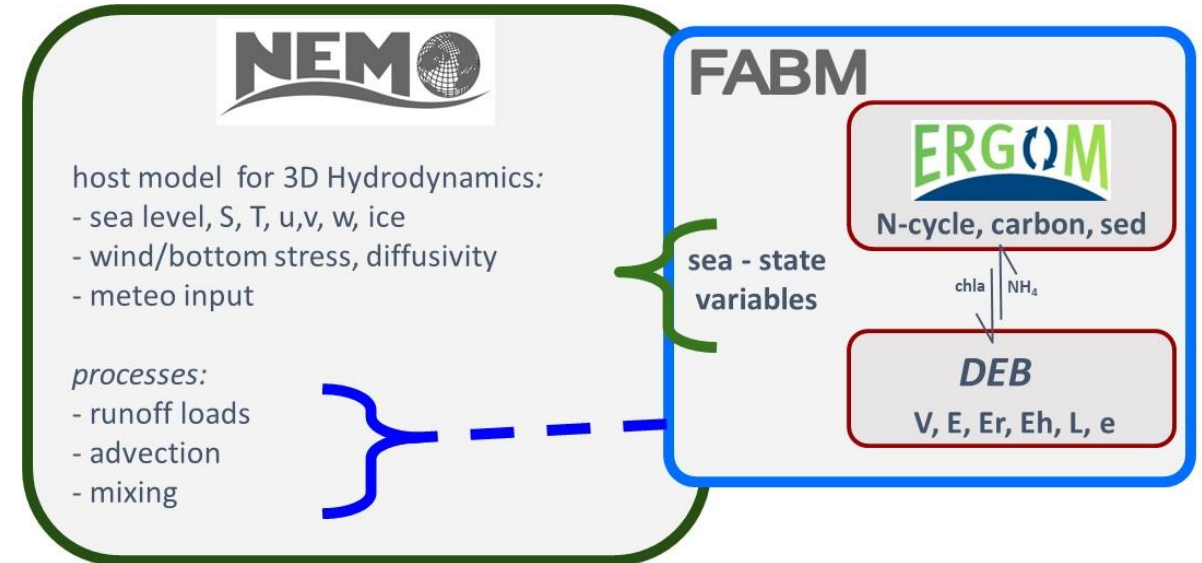 NEMO
host model for 3D Hydrodynamics:
- sea level, S, T, u,v, w, ice
- wind/bottom stress, diffusivity
- meteo input
processes:
- runoff loads
- advection
- mixing
FABM
sea - state
variables
ERGOM
N-cycle, carbon, sed
chla
NH₄
DEB
V, E, Er, Eh, L, e